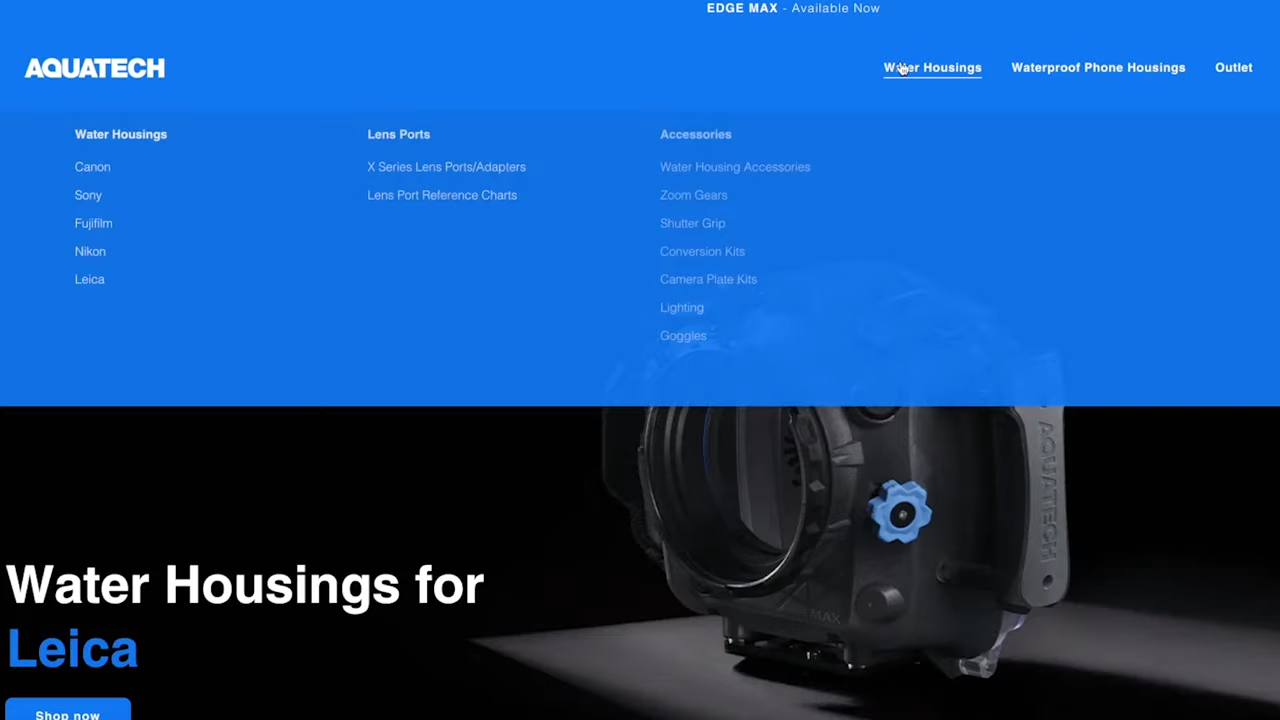 EDGE MAX - Available Now
AQUATECH
Water Housings
Waterproof Phone Housings
Outlet
Water Housings
Canon
Sony
Fujifilm
Nikon
Leica
Lens Ports
X Series Lens Ports/Adapters
Lens Port Reference Charts
Accessories
Water Housing Accessories
Zoom Gears
Shutter Grip
Conversion Kits
Camera Plate Kits
Lighting
Goggles
AQUATECH
MAX
Water Housings for
Leica
Shop now